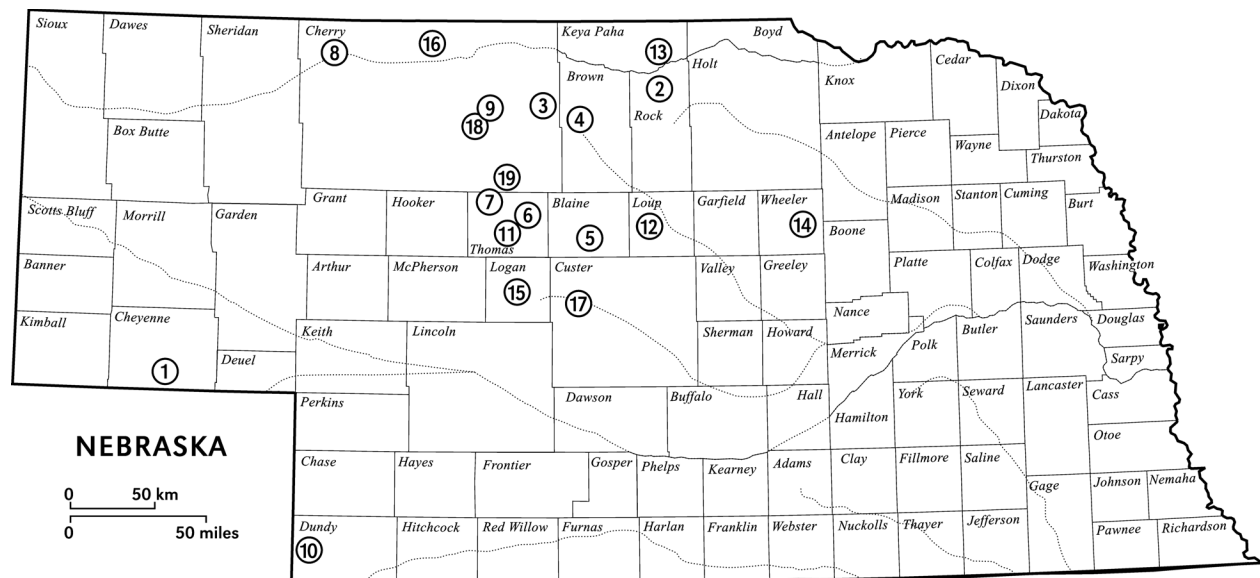 Sioux
Dawes
Sheridan
Cherry
Keya Paha
Boyd
16
8
13
Holt
Cedar
Knox
Brown
Dixon
2
9
3
Rock
4
Dakota
18
Box Butte
Antelope
Pierce
Wayne
Thurston
19
Scotts Bluff
Morrill
Garden
Grant
Hooker
7
6
11
Thomas
Blaine
5
Loup
12
Garfield
Wheeler
14
Madison
Stanton
Cuming
Burt
Boone
Banner
Arthur
McPherson
Logan
15
Custer
17
Valley
Greeley
Platte
Colfax
Dodge
Washington
Kimball
Cheyenne
1
Deuel
Keith
Lincoln
Sherman
Howard
Nance
Merrick
Polk
Butler
Saunders
Douglas
Sarpy
Perkins
Dawson
Buffalo
Hall
Hamilton
York
Seward
Lancaster
Cass
Otoe
NEBRASKA
Chase
Hayes
Frontier
Gosper
Phelps
Kearney
Adams
Clay
Fillmore
Saline
Gage
Johnson
Nemaha
0 50 km
0 50 miles
Dundy
10
Hitchcock
Red Willow
Furnas
Harlan
Franklin
Webster
Nuckolls
Thayer
Jefferson
Pawnee
Richardson